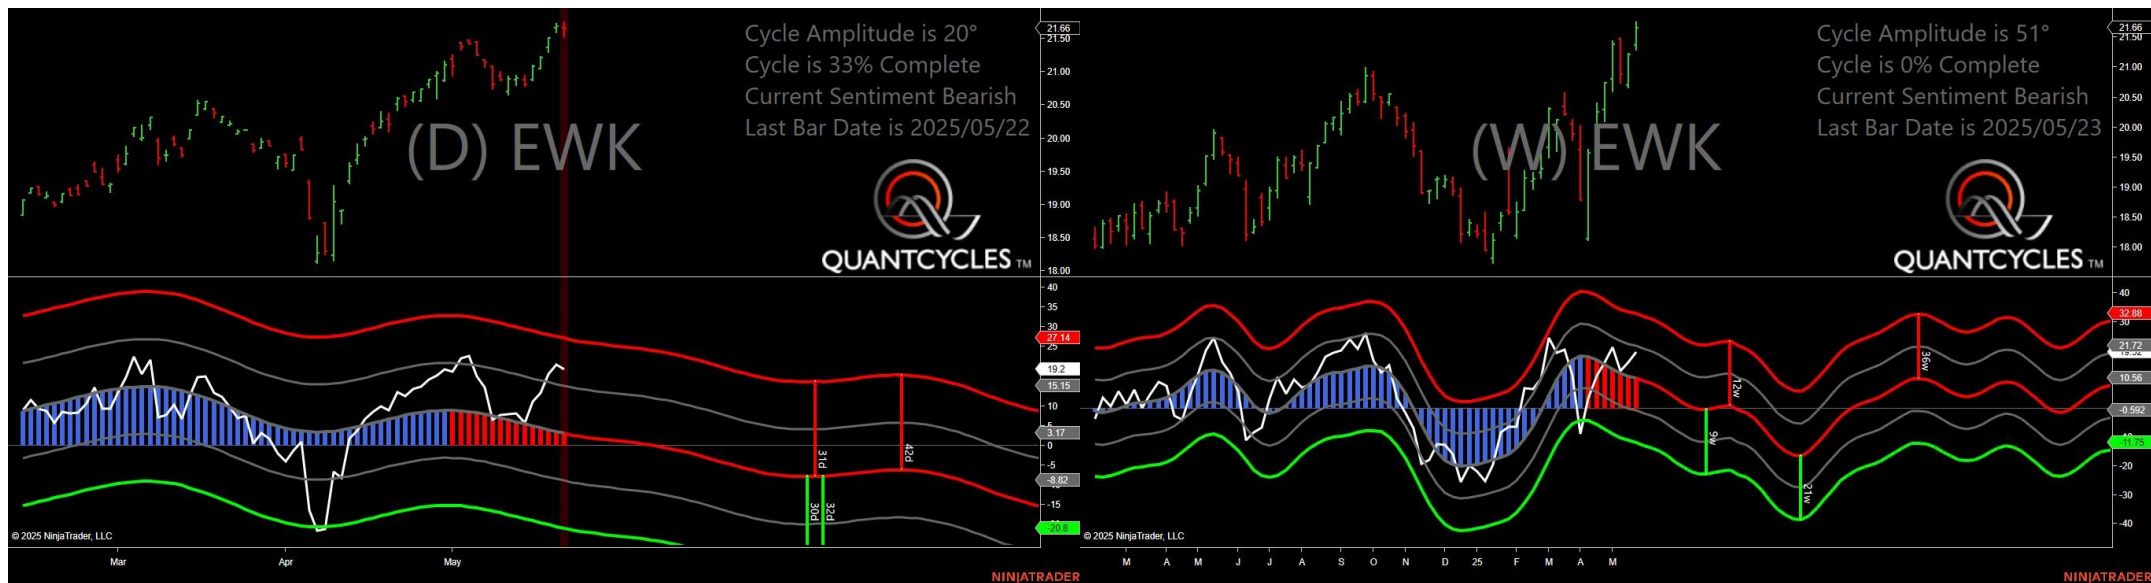 Cycle Amplitude is 20°
Cycle is 33% Complete
Current Sentiment Bearish
Last Bar Date is 2025/05/22
(D) EWK
QUANTCYCLES TM
21.66
21.50
21.00
20.50
20.00
19.50
19.00
18.50
18.00
40
35
30
27.14
25
19.2
15.15
10
5
3.17
0
-5
-8.82
-15
-20.8
31d
42d
30d
32d
© 2025 NinjaTrader, LLC
Mar
Apr
May
NINJATRADER
Cycle Amplitude is 51°
Cycle is 0% Complete
Current Sentiment Bearish
Last Bar Date is 2025/05/23
(W) EWK
QUANTCYCLES TM
21.66
21.50
21.00
20.50
20.00
19.50
19.00
18.50
18.00
40
32.88
30
21.72
10.56
-0.592
-11.75
-20
-30
-40
12w
36w
9w
21w
© 2025 NinjaTrader, LLC
M A M J J A S O N D 25 F M A M
NINJATRADER